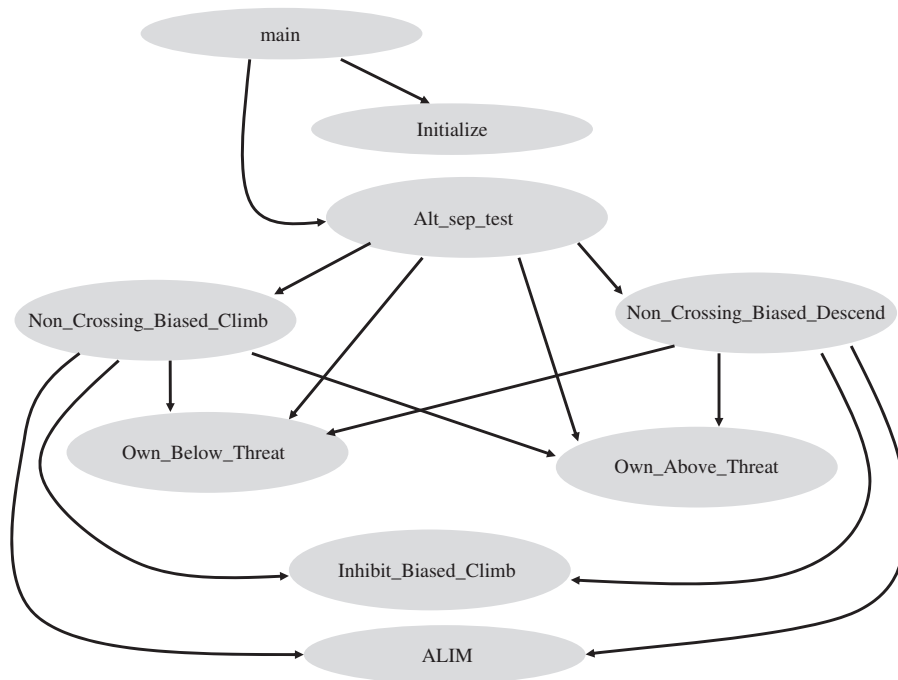 main
Initialize
Alt_sep_test
Non_Crossing_Biased_Climb
Non_Crossing_Biased_Descend
Own_Below_Threat
Own_Above_Threat
Inhibit_Biased_Climb
ALIM